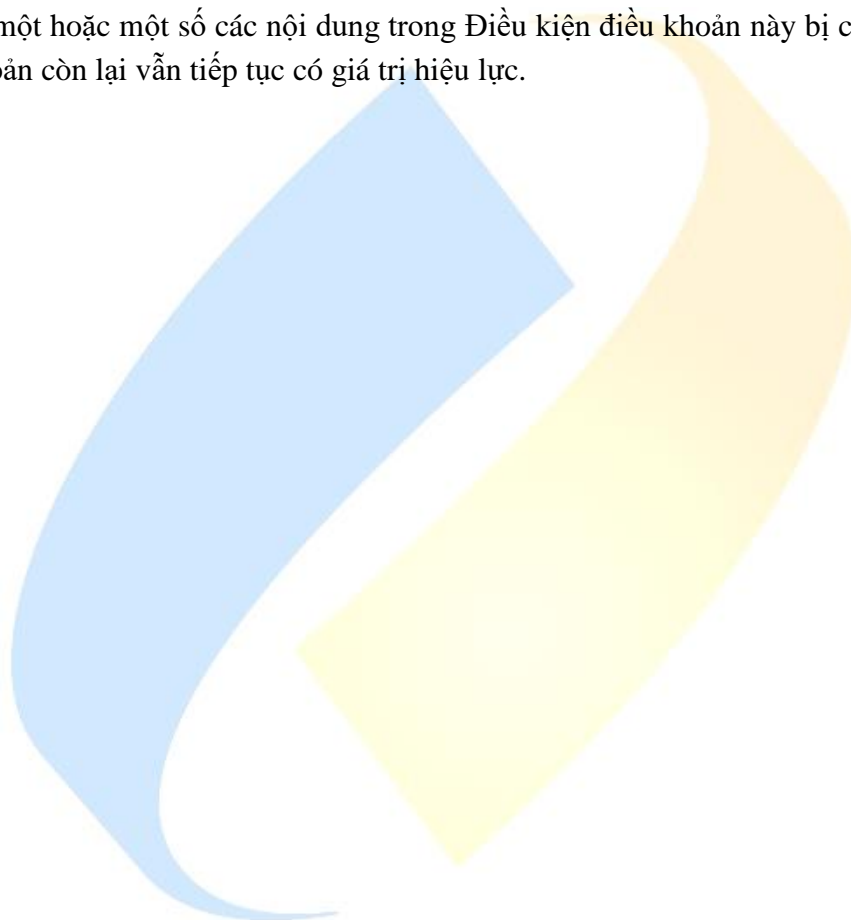 một hoặc một số các nội dung trong Điều kiện điều khoản này bị
còn lại vẫn tiếp tục có giá trị hiệu lực.